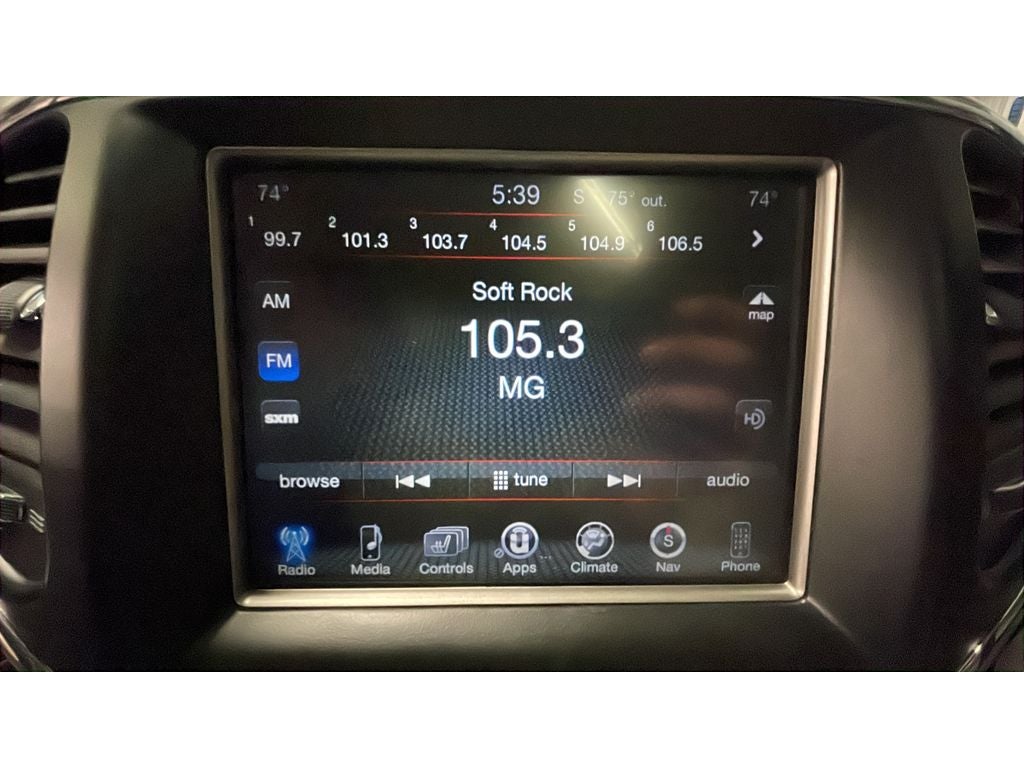 74° 5:39 S 75° out. 74°
1 99.7 2 101.3 3 103.7 4 104.5 5 104.9 6 106.5
Soft Rock
AM
map
105.3
FM
MG
sxm
HD
browse tune audio
S
Radio Media Controls Apps Climate Nav Phone